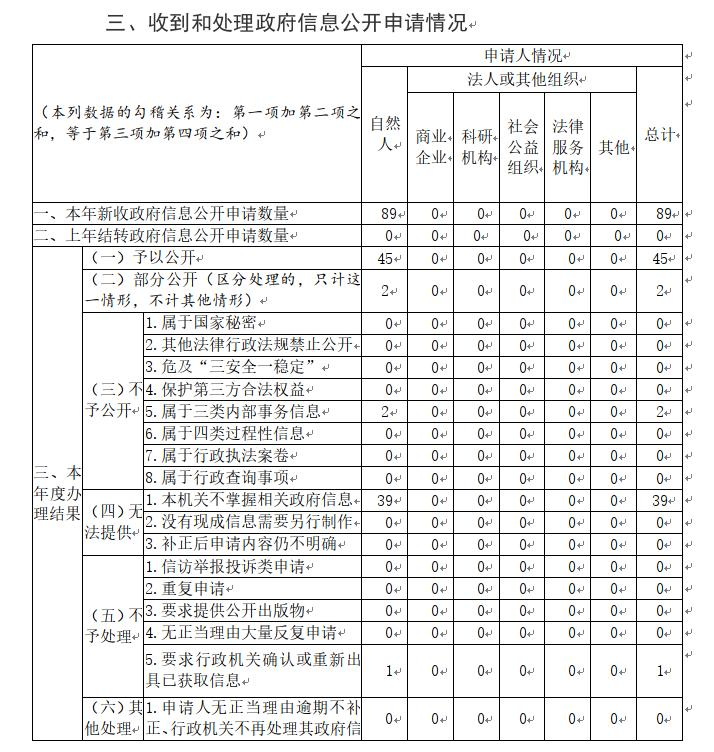 三、收到和处理政府信息公开申请情况
（本列数据的勾稽关系为：第一项加第二项之
和，等于第三项加第四项之和）
申请人情况
自然
人
法人或其他组织
总计
商业
企业
科研
机构
社会
公益
组织
法律
服务
机构
其他
一、本年新收政府信息公开申请数量 89 0 0 0 0 0 89
二、上年结转政府信息公开申请数量 0 0 0 0 0 0 0
三、本
年度办
理结果
（一）予以公开 45 0 0 0 0 0 45
（二）部分公开（区分处理的，只计这
一情形，不计其他情形） 2 0 0 0 0 0 2
（三）不
予公开
1.属于国家秘密 0 0 0 0 0 0 0
2.其他法律行政法规禁止公开 0 0 0 0 0 0 0
3.危及“三安全一稳定” 0 0 0 0 0 0 0
4.保护第三方合法权益 0 0 0 0 0 0 0
5.属于三类内部事务信息 2 0 0 0 0 0 2
6.属于四类过程性信息 0 0 0 0 0 0 0
7.属于行政执法案卷 0 0 0 0 0 0 0
8.属于行政查询事项 0 0 0 0 0 0 0
（四）无
法提供
1.本机关不掌握相关政府信息 39 0 0 0 0 0 39
2.没有现成信息需要另行制作 0 0 0 0 0 0 0
3.补正后申请内容仍不明确 0 0 0 0 0 0 0
（五）不
予处理
1.信访举报投诉类申请 0 0 0 0 0 0 0
2.重复申请 0 0 0 0 0 0 0
3.要求提供公开出版物 0 0 0 0 0 0 0
4.无正当理由大量反复申请 0 0 0 0 0 0 0
5.要求行政机关确认或重新出
具已获取信息 1 0 0 0 0 0 1
（六）其
他处理
1.申请人无正当理由逾期不补
正、行政机关不再处理其政府信 0 0 0 0 0 0 0